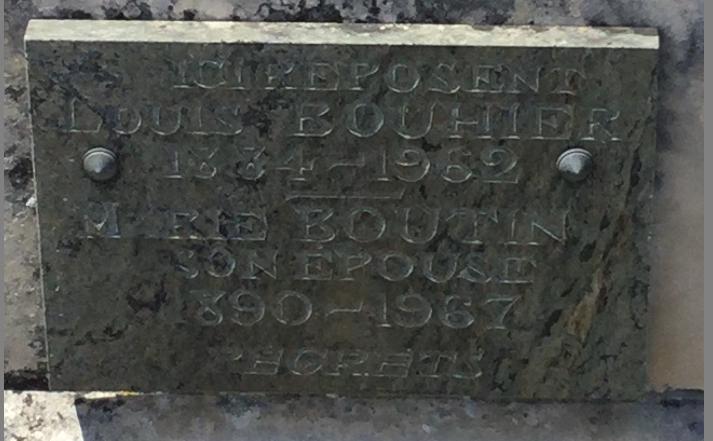 ICI REPOSENT
LOUIS BOUHIER
1884-1962
MARIE BOUTIN
SON EPOUSE
1890-1967
REGRETS